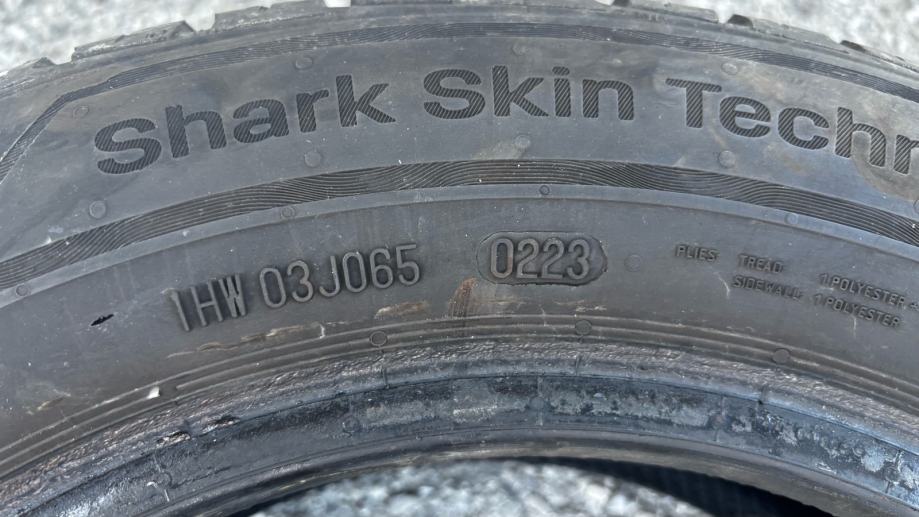 Shark Skin Techn
1HW 03J065 0223
PLIES: TREAD 1 POLYESTER
SIDEWALL 1 POLYESTER